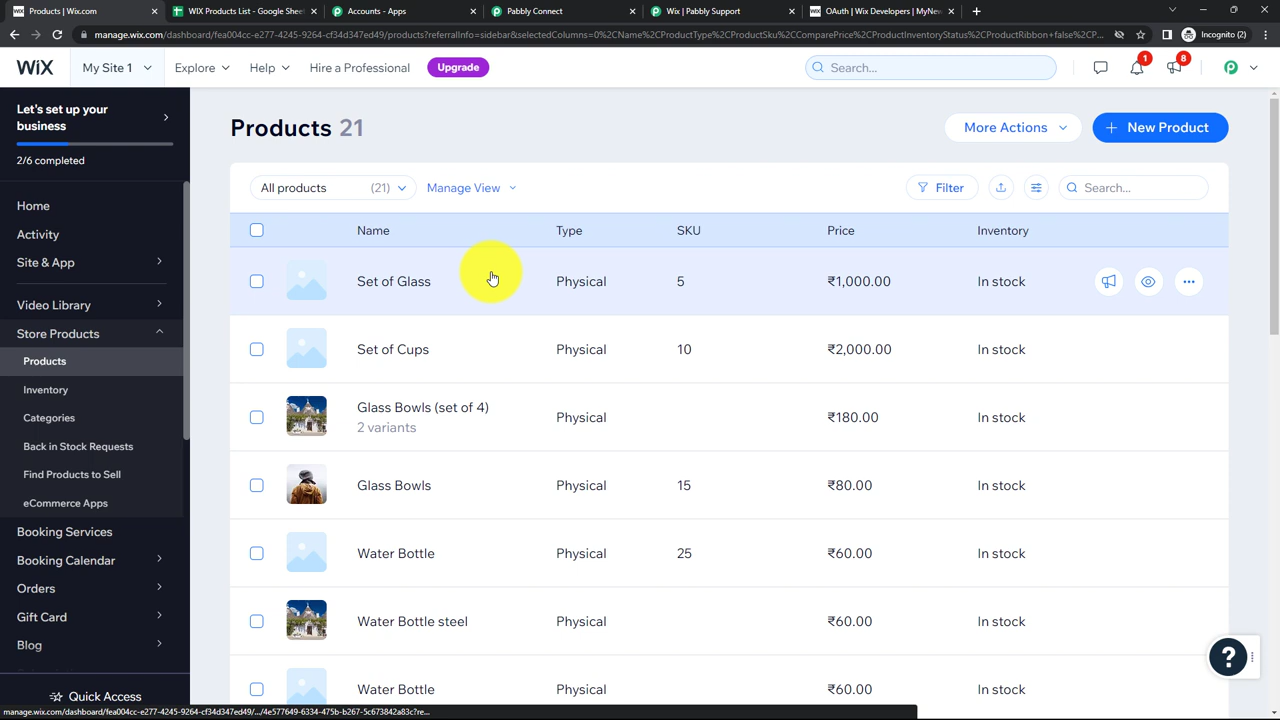 Products | Wix.com
WIX Products List - Google Sheet
Accounts - Apps
Pabbly Connect
Wix | Pabbly Support
OAuth | Wix Developers | MyNew
manage.wix.com/dashboard/fea004cc-e277-4245-9264-cf34d347ed49/products?referralInfo=sidebar&selectedColumns=0%2CName%2CProductType%2CProductSku%2CComparePrice%2CProductInventoryStatus%2CProductRibbon+false%2CP...
Incognito (2)
WiX
My Site 1
Explore
Help
Hire a Professional
Upgrade
Search...
1
8
Let's set up your
business
2/6 completed
Home
Activity
Site & App
Video Library
Store Products
Products
Inventory
Categories
Back in Stock Requests
Find Products to Sell
eCommerce Apps
Booking Services
Booking Calendar
Orders
Gift Card
Blog
Quick Access
Products 21
More Actions
+ New Product
All products (21)
Manage View
Filter
Search...
Name Type SKU Price Inventory
Set of Glass Physical 5 ₹1,000.00 In stock
Set of Cups Physical 10 ₹2,000.00 In stock
Glass Bowls (set of 4) Physical ₹180.00 In stock
2 variants
Glass Bowls Physical 15 ₹80.00 In stock
Water Bottle Physical 25 ₹60.00 In stock
Water Bottle steel Physical ₹60.00 In stock
Water Bottle Physical ₹60.00 In stock
?
manage.wix.com/dashboard/fea004cc-e277-4245-9264-cf34d347ed49/.../4e577649-6334-475b-b267-5c673842a83c?re...